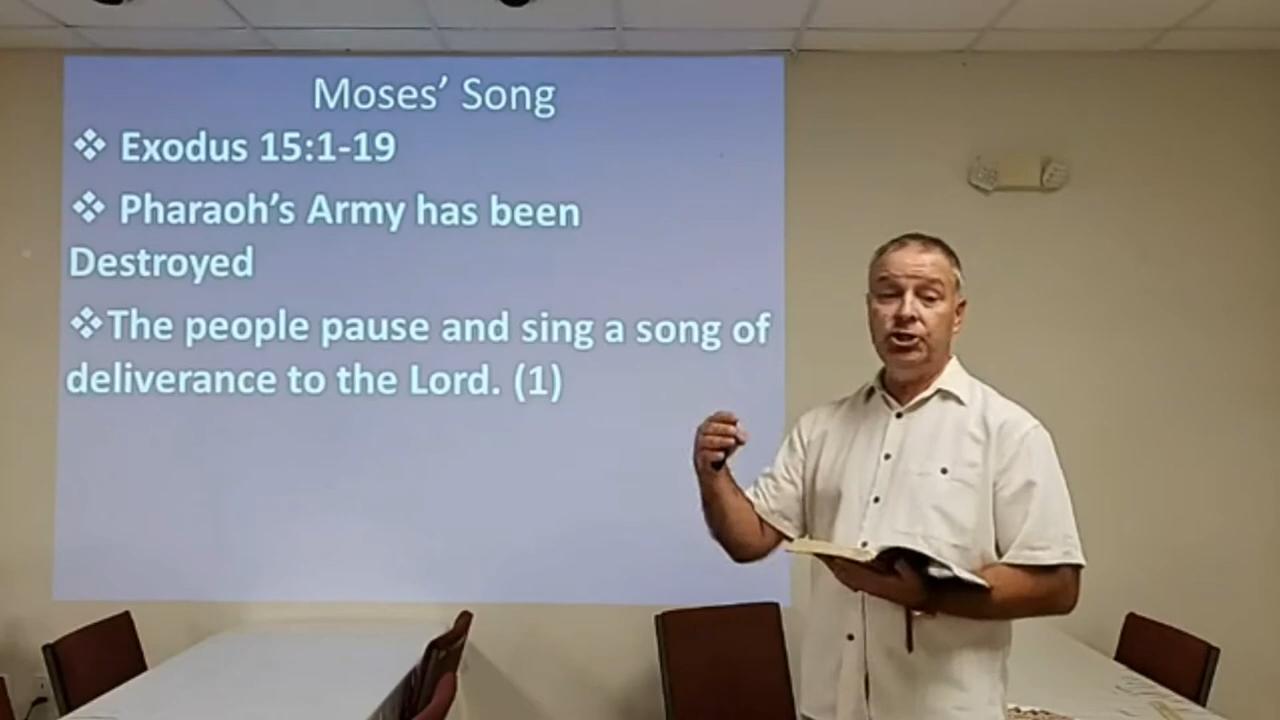 Moses’ Song
❖ Exodus 15:1-19
❖ Pharaoh’s Army has been
Destroyed
❖The people pause and sing a song of
deliverance to the Lord. (1)